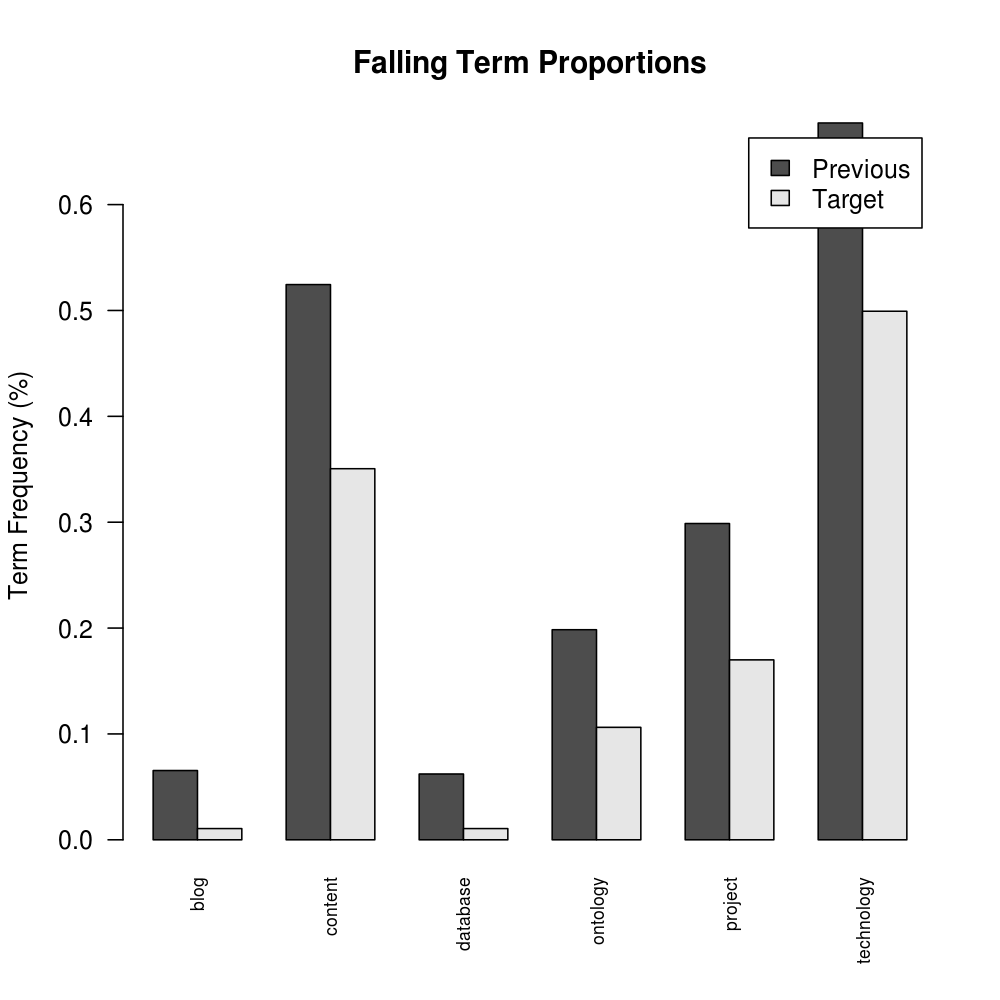 Falling Term Proportions
Previous
Target
Term Frequency (%)
0.6
0.5
0.4
0.3
0.2
0.1
0.0
blog
content
database
ontology
project
technology